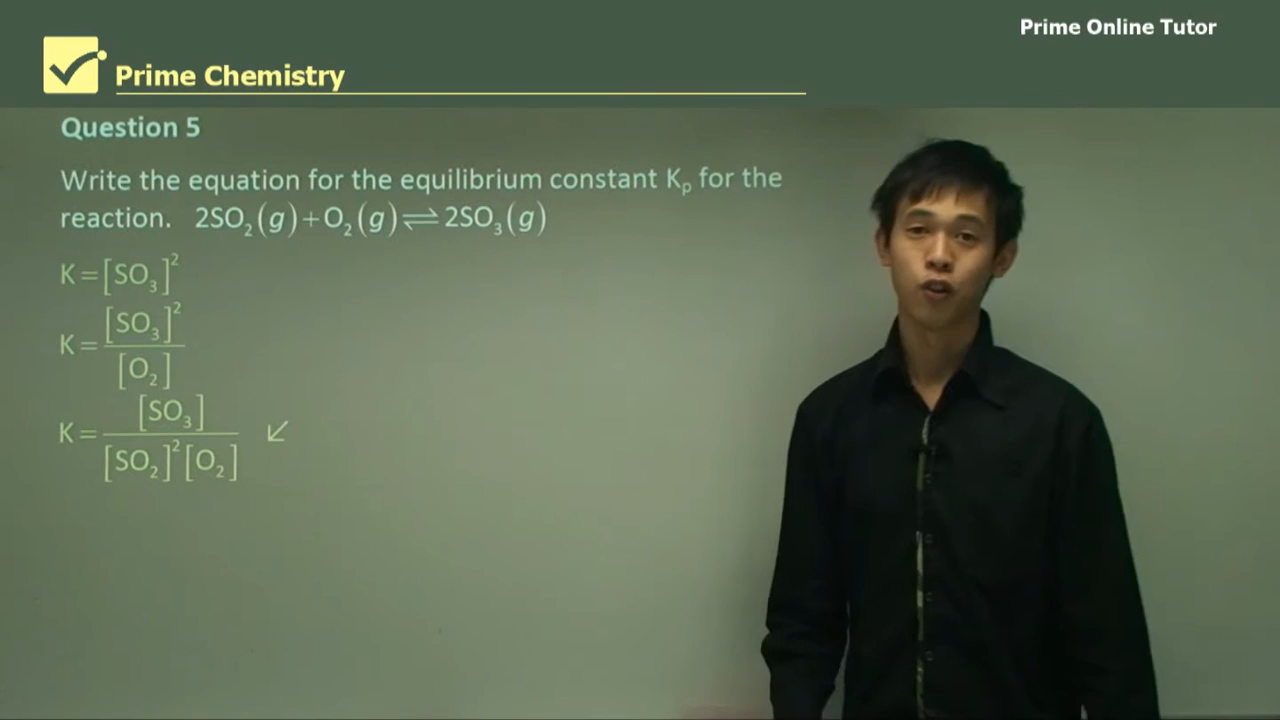 Prime Online Tutor
Prime Chemistry
Question 5
Write the equation for the equilibrium constant Kₚ for the
reaction. 2SO₂(g)+O₂(g)⇌2SO₃(g)
K=[SO₃]²
K=[SO₃]²/[O₂]
K=[SO₃]/[SO₂]²[O₂] ↙